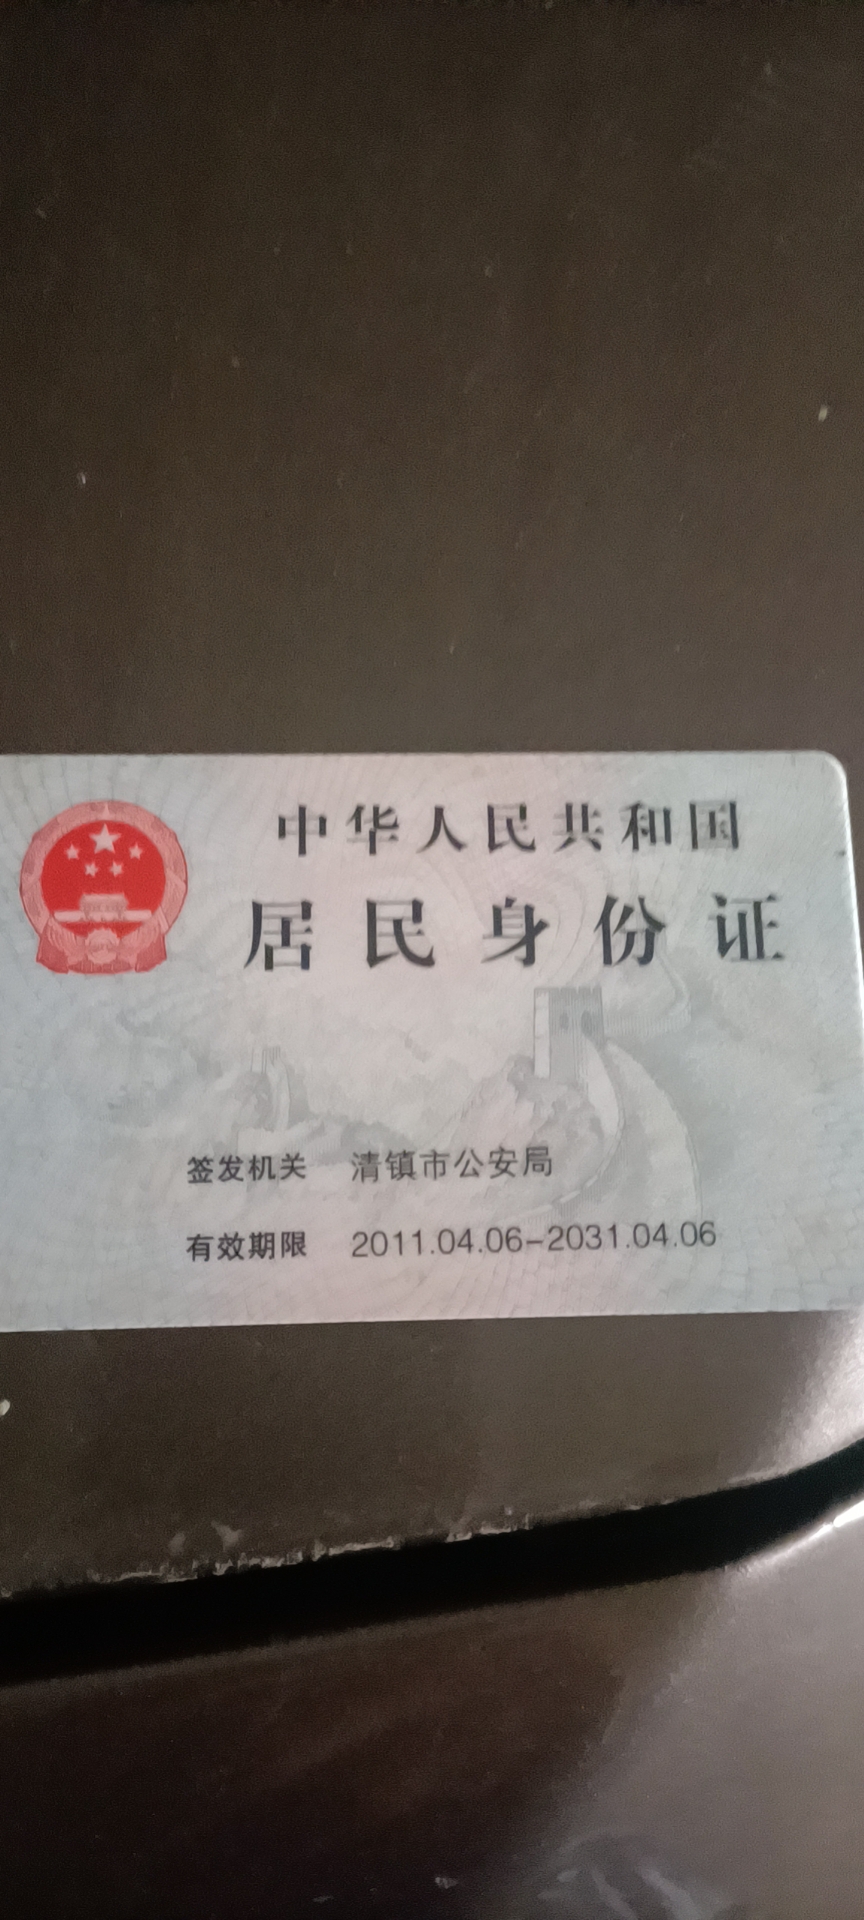 中华人民共和国
居民身份证
签发机关 清镇市公安局
有效期限 2011.04.06-2031.04.06